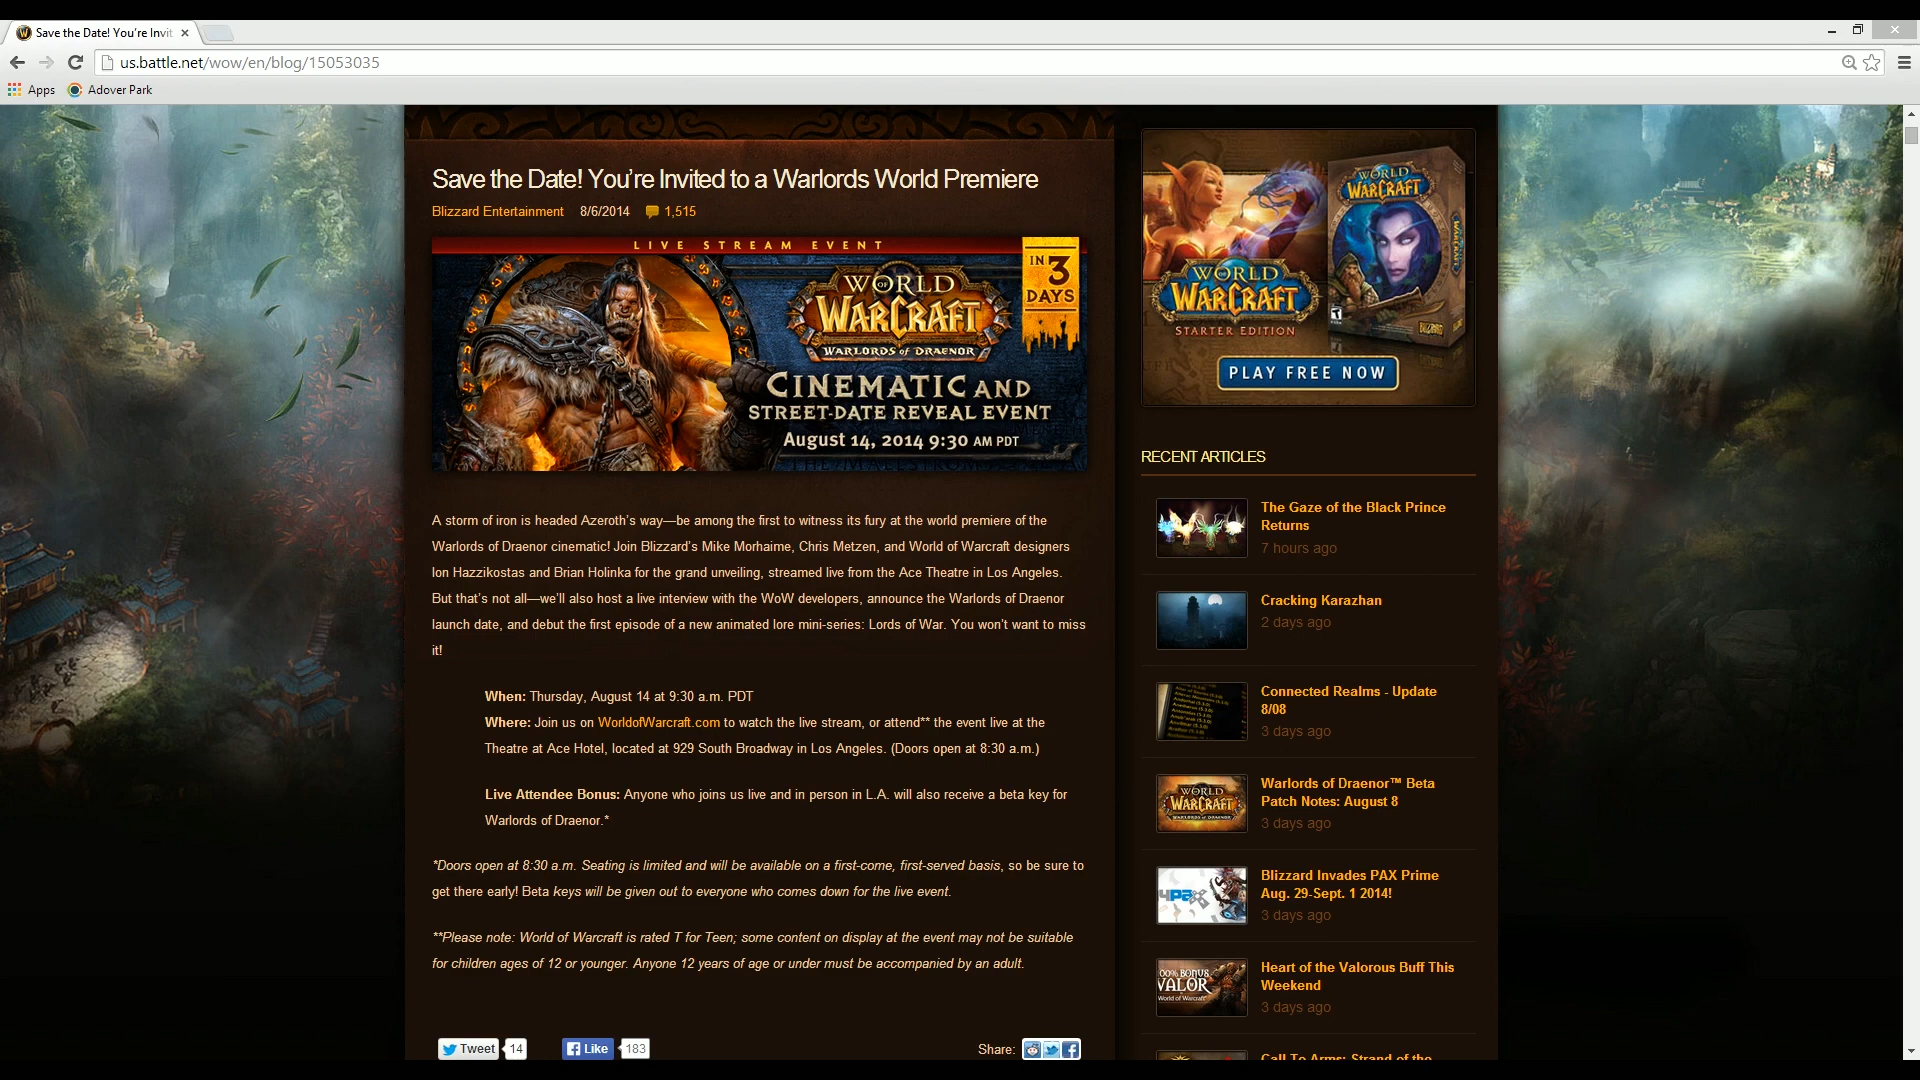 Save the Date! You're Invit
us.battle.net/wow/en/blog/15053035
Apps
Adover Park
Save the Date! You're Invited to a Warlords World Premiere
Blizzard Entertainment 8/6/2014 1,515
LIVE STREAM EVENT
IN 3 DAYS
WORLD OF WARCRAFT
WARLORDS OF DRAENOR
CINEMATIC AND
STREET-DATE REVEAL EVENT
August 14, 2014 9:30 AM PDT
A storm of iron is headed Azeroth's way—be among the first to witness its fury at the world premiere of the
Warlords of Draenor cinematic! Join Blizzard's Mike Morhaime, Chris Metzen, and World of Warcraft designers
Ion Hazzikostas and Brian Holinka for the grand unveiling, streamed live from the Ace Theatre in Los Angeles.
But that's not all—we'll also host a live interview with the WoW developers, announce the Warlords of Draenor
launch date, and debut the first episode of a new animated lore mini-series: Lords of War. You won't want to miss
it!
When: Thursday, August 14 at 9:30 a.m. PDT
Where: Join us on WorldofWarcraft.com to watch the live stream, or attend** the event live at the
Theatre at Ace Hotel, located at 929 South Broadway in Los Angeles. (Doors open at 8:30 a.m.)
Live Attendee Bonus: Anyone who joins us live and in person in L.A. will also receive a beta key for
Warlords of Draenor.*
*Doors open at 8:30 a.m. Seating is limited and will be available on a first-come, first-served basis, so be sure to
get there early! Beta keys will be given out to everyone who comes down for the live event.
**Please note: World of Warcraft is rated T for Teen; some content on display at the event may not be suitable
for children ages of 12 or younger. Anyone 12 years of age or under must be accompanied by an adult.
Tweet 14
Like 183
Share:
WORLD OF WARCRAFT
WORLD OF WARCRAFT
STARTER EDITION
PLAY FREE NOW
RECENT ARTICLES
The Gaze of the Black Prince
Returns
7 hours ago
Cracking Karazhan
2 days ago
Connected Realms - Update
8/08
3 days ago
WORLD OF WARCRAFT
Warlords of Draenor™ Beta
Patch Notes: August 8
3 days ago
Blizzard Invades PAX Prime
Aug. 29-Sept. 1 2014!
3 days ago
00% BONUS
VALOR
World of Warcraft
Heart of the Valorous Buff This
Weekend
3 days ago
Call To Arms: Strand of the